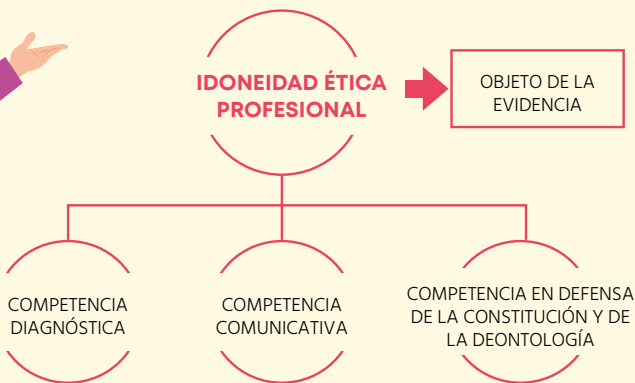 IDONEIDAD ÉTICA
PROFESIONAL
OBJETO DE LA
EVIDENCIA
COMPETENCIA
DIAGNÓSTICA
COMPETENCIA
COMUNICATIVA
COMPETENCIA EN DEFENSA
DE LA CONSTITUCIÓN Y DE
LA DEONTOLOGÍA